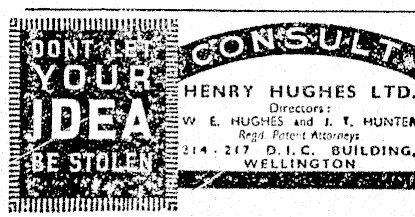 DONT LET
YOUR
IDEA
BE STOLEN
CONSULT
HENRY HUGHES LTD.
Directors:
W E. HUGHES and J. T. HUNTER
Regd. Patent Attorneys
214-217 D.I.C. BUILDING,
WELLINGTON